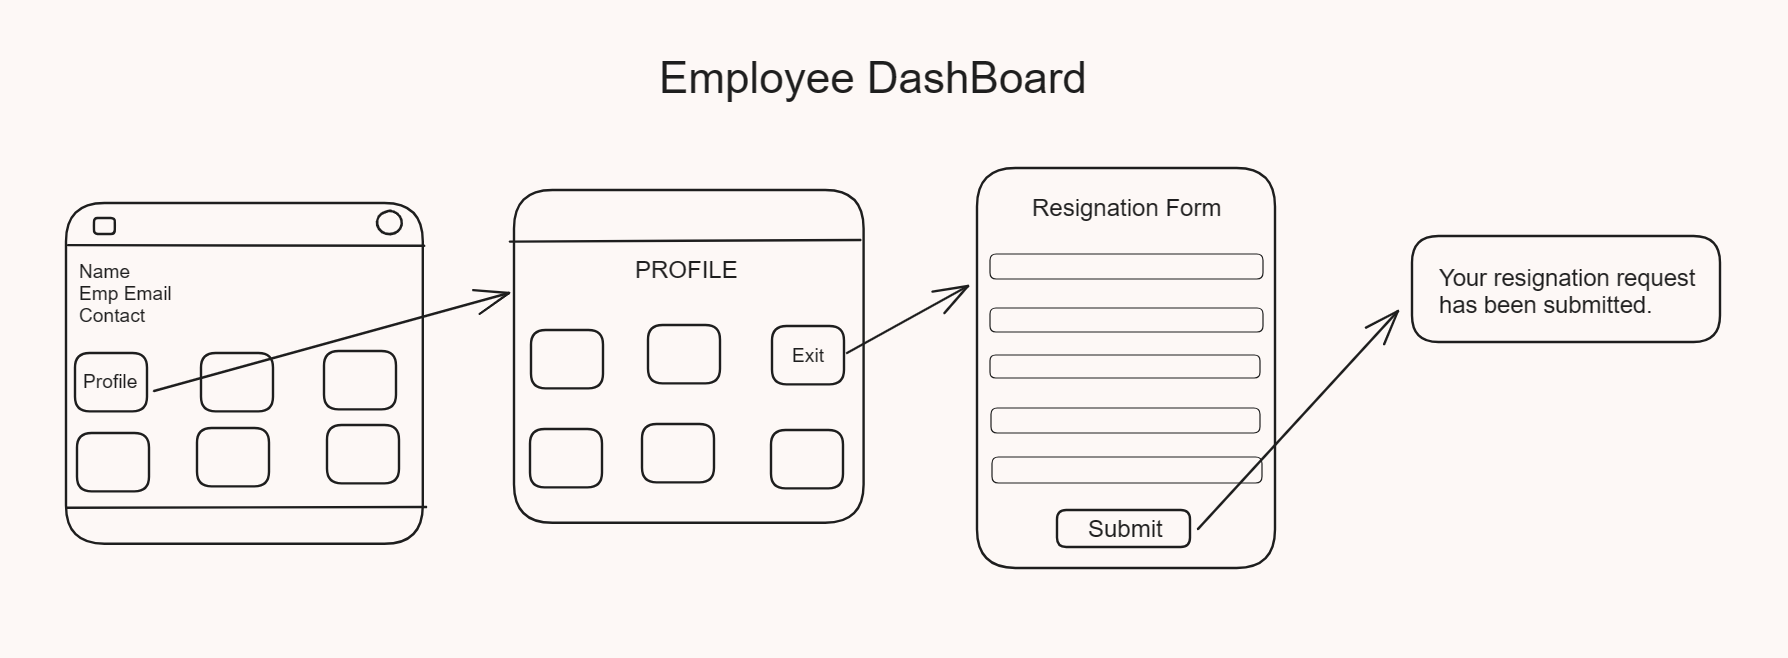 Employee DashBoard
Name
Emp Email
Contact
Profile
PROFILE
Exit
Resignation Form
Submit
Your resignation request
has been submitted.